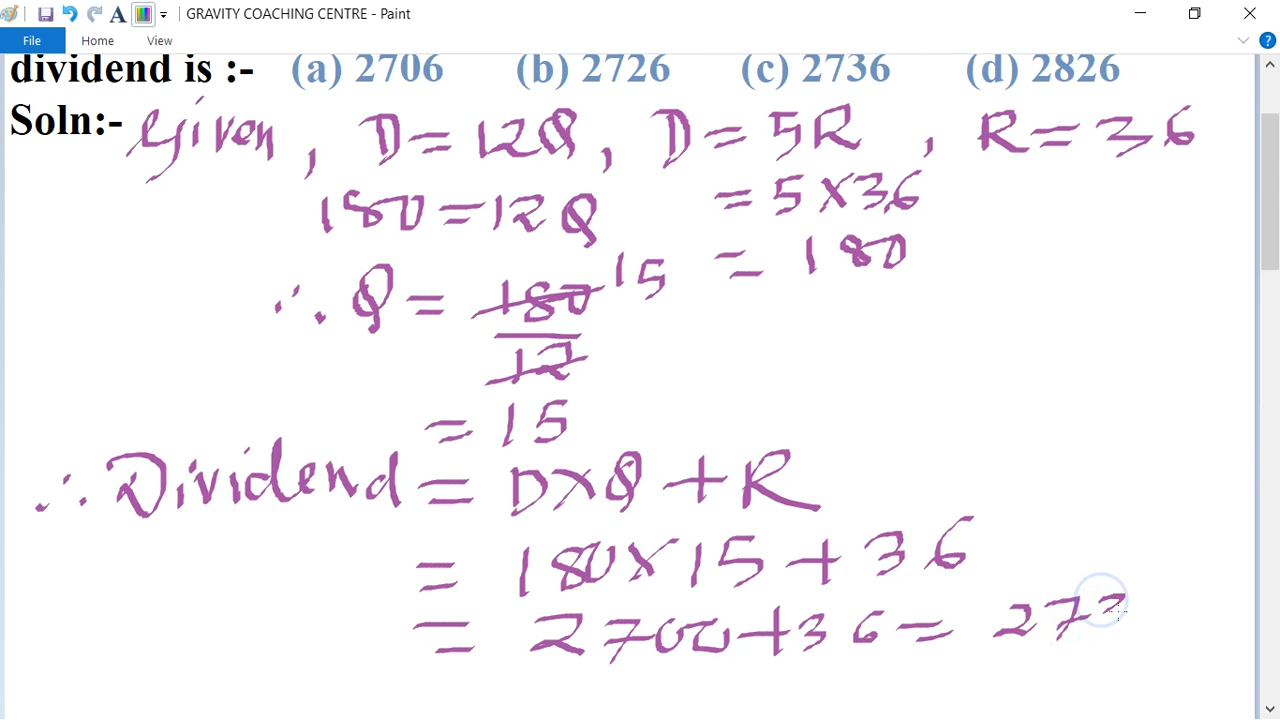 GRAVITY COACHING CENTRE - Paint
File Home View
dividend is :- (a) 2706 (b) 2726 (c) 2736 (d) 2826
Soln:- Given, D = 12Q, D = 5R, R = 36
180 = 12Q = 5 × 36
= 180
∴ Q = 180/12 15
= 15
∴ Dividend = D × Q + R
= 180 × 15 + 36
= 2700 + 36 = 273